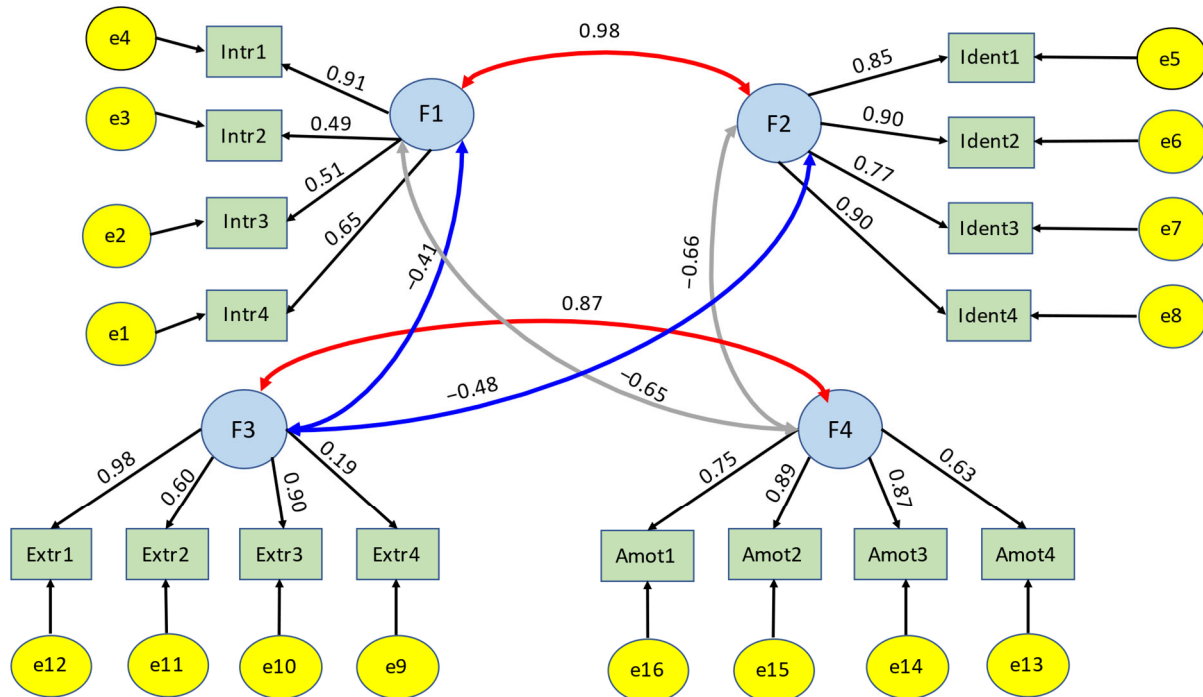 e4
Intr1
0.98
Ident1
e5
0.85
0.91
F1
F2
e3
Intr2
0.49
0.90
Ident2
e6
0.51
0.77
e2
Intr3
0.65
0.90
Ident3
e7
−0.41
−0.66
e1
Intr4
0.87
Ident4
e8
−0.48
−0.65
F3
F4
0.98
0.60
0.90
0.19
0.75
0.89
0.87
0.63
Extr1
Extr2
Extr3
Extr4
Amot1
Amot2
Amot3
Amot4
e12
e11
e10
e9
e16
e15
e14
e13